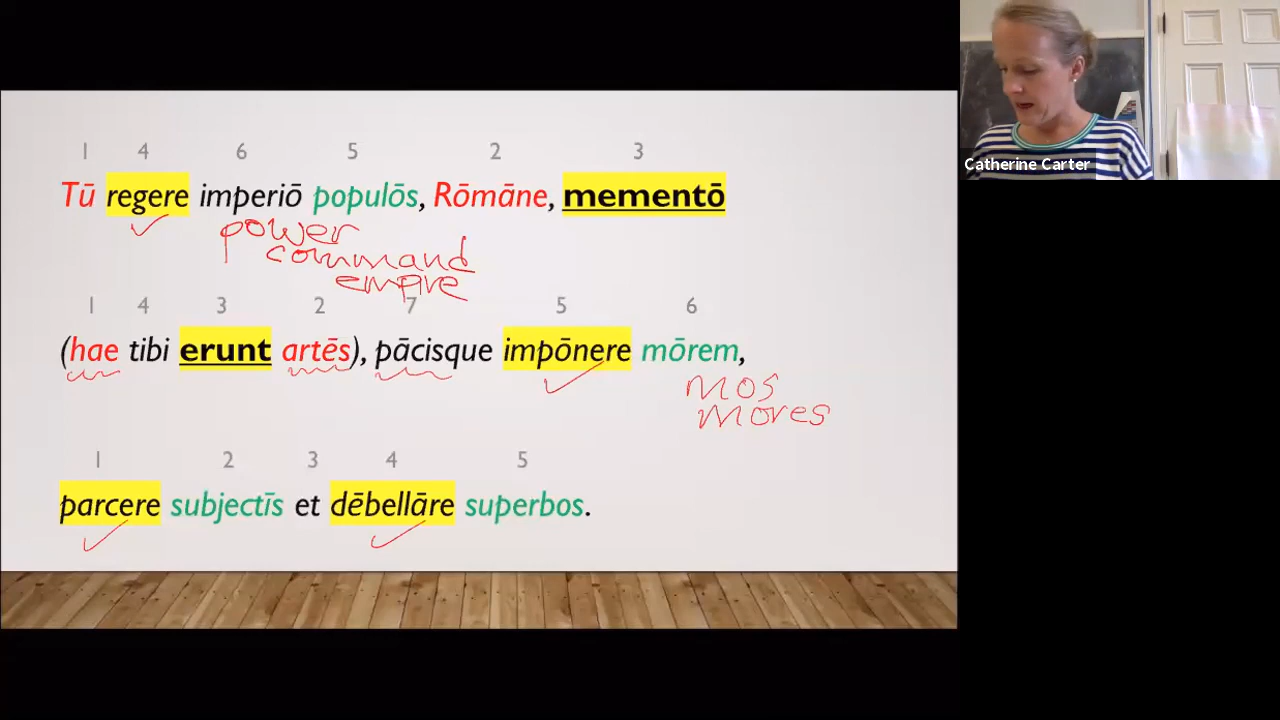 1 4 6 5 2 3
Tū regere imperiō populōs, Rōmāne, mementō
power
command
empire
1 4 3 2 7 5 6
(hae tibi erunt artēs), pācisque impōnere mōrem,
mos
mores
1 2 3 4 5
parcere subjectīs et dēbellāre superbos.
Catherine Carter